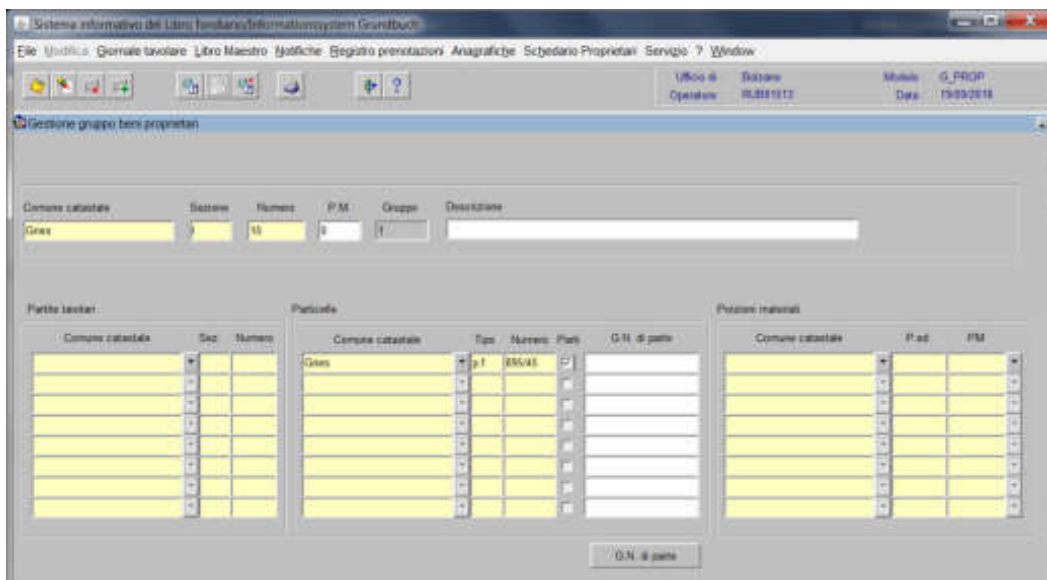 Sistema informativo del Libro fondiario/Informationssystem Grundbuch
File Modifica Giornale tavolare Libro Maestro Notifiche Registro prenotazioni Anagrafiche Schedario Proprietari Servizio ? Window
Ufficio di Bolzano Modulo G_PROP
Operatore Data
Gestione gruppo beni proprietari
Comune catastale Sezione Numero P.M. Gruppo Descrizione
Gries I 0 1
Partite tavolari Particelle Porzioni materiali
Comune catastale Sez Numero Comune catastale Tipo Numero Parti G.N. di parte Comune catastale P.ed PM
Gries p.f
G.N. di parte